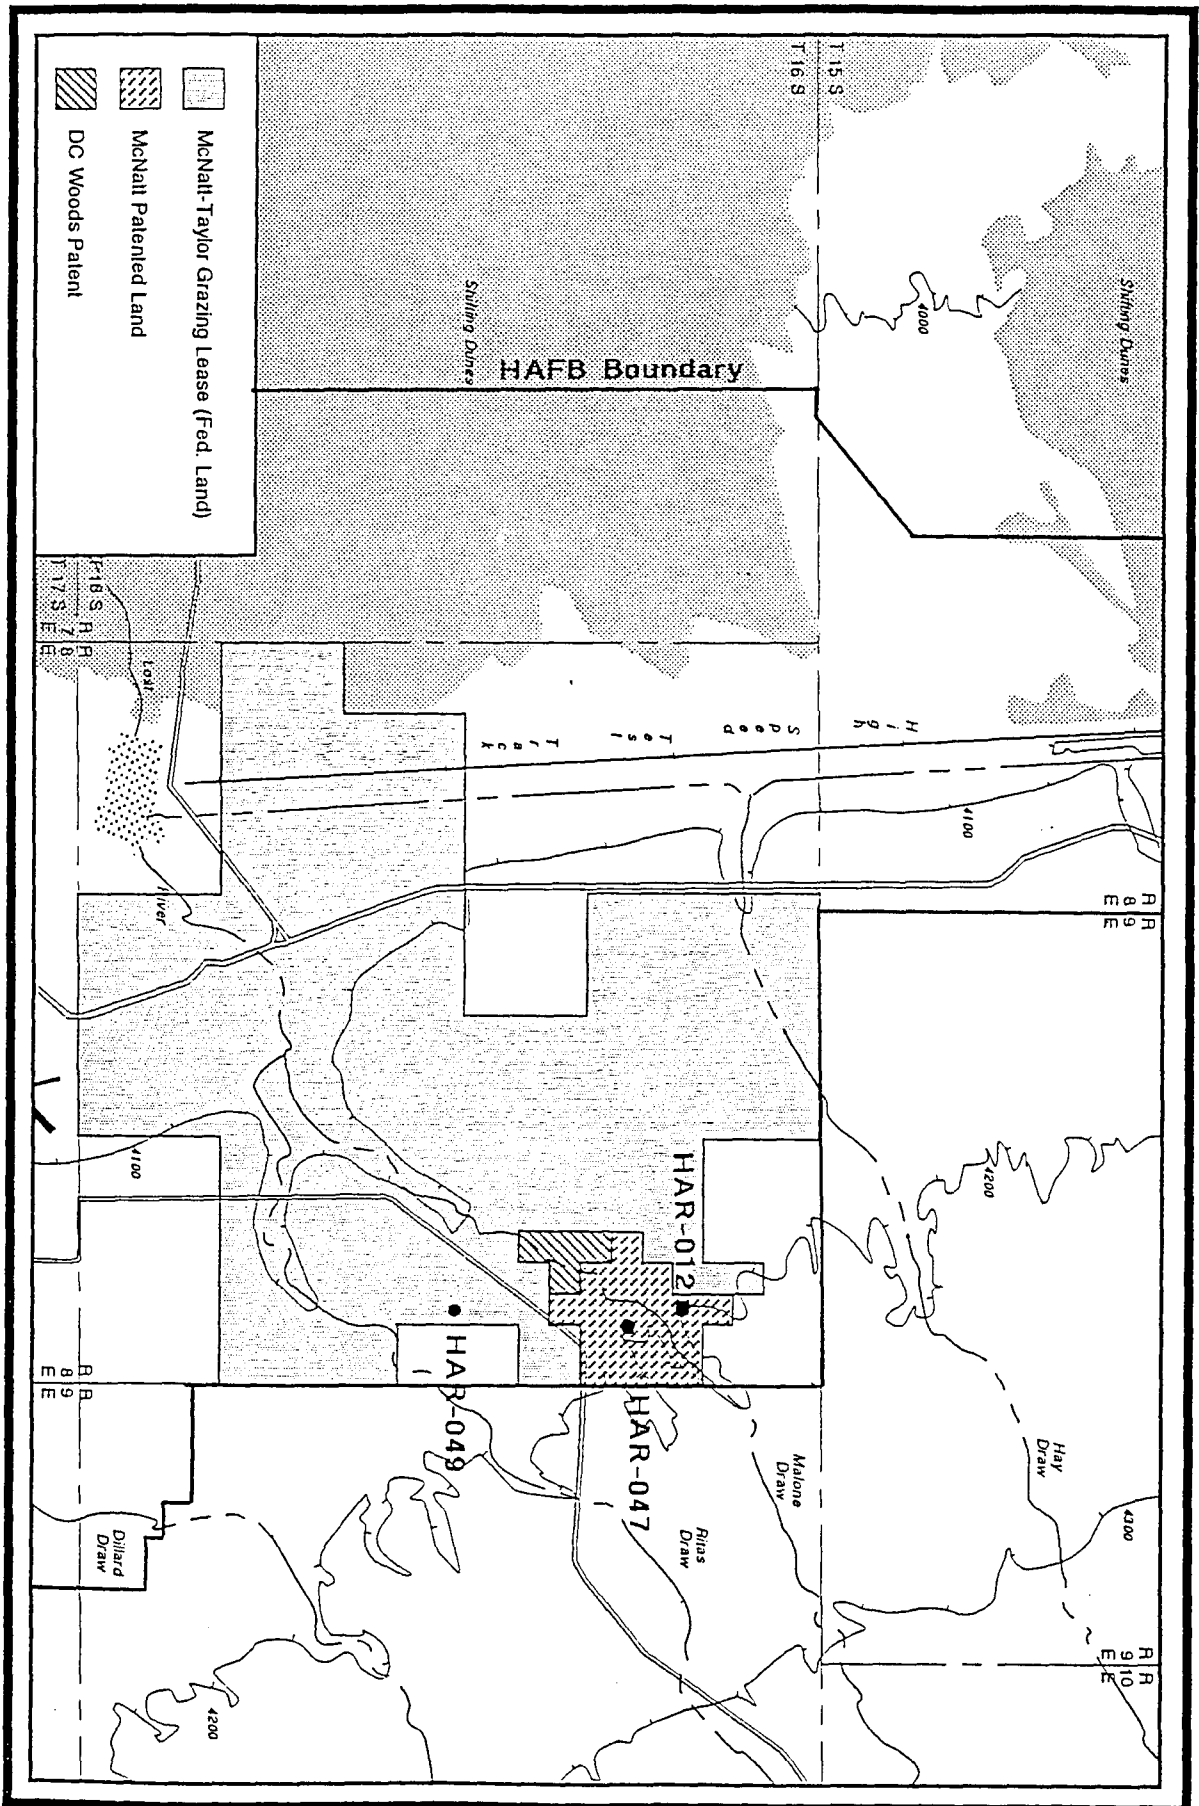 Shifting Dunes
4000
T 15 S
T 16 S
HAFB Boundary
Shifting Dunes
McNatt-Taylor Grazing Lease (Fed. Land)
McNatt Patented Land
DC Woods Patent
R R
8 9
E E
4100
High
Speed
Test
Track
T 16 S
T 17 S
R R
7 8
E E
Lost
River
4200
Hay
Draw
4300
R R
9 10
E E
Malone
Draw
Ritas
Draw
HAR-012
HAR-047
HAR-049
4100
R R
8 9
E E
Dillard
Draw
4200